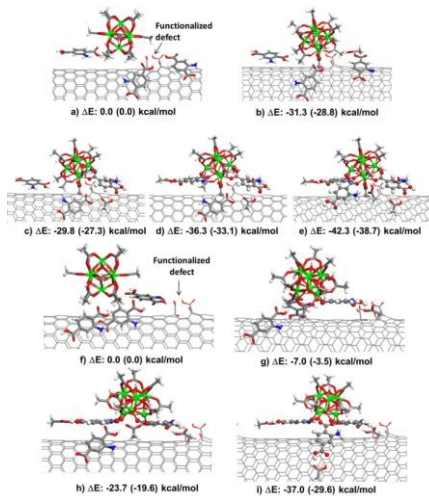 Functionalized
defect
a) ΔE: 0.0 (0.0) kcal/mol
b) ΔE: -31.3 (-28.8) kcal/mol
c) ΔE: -29.8 (-27.3) kcal/mol
d) ΔE: -36.3 (-33.1) kcal/mol
e) ΔE: -42.3 (-38.7) kcal/mol
Functionalized
defect
f) ΔE: 0.0 (0.0) kcal/mol
g) ΔE: -7.0 (-3.5) kcal/mol
h) ΔE: -23.7 (-19.6) kcal/mol
i) ΔE: -37.0 (-29.6) kcal/mol